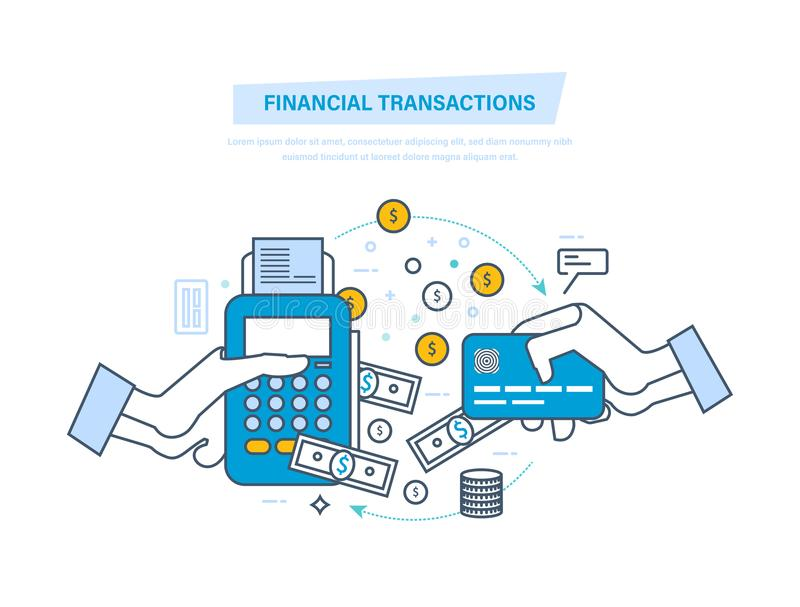 FINANCIAL TRANSACTIONS
Lorem ipsum dolor sit amet, consectetuer adipiscing elit, sed diam nonummy nibh
euismod tincidunt ut laoreet dolore magna aliquam erat.
$
$
$
$
$
$
$
$
$
$
dreamstime